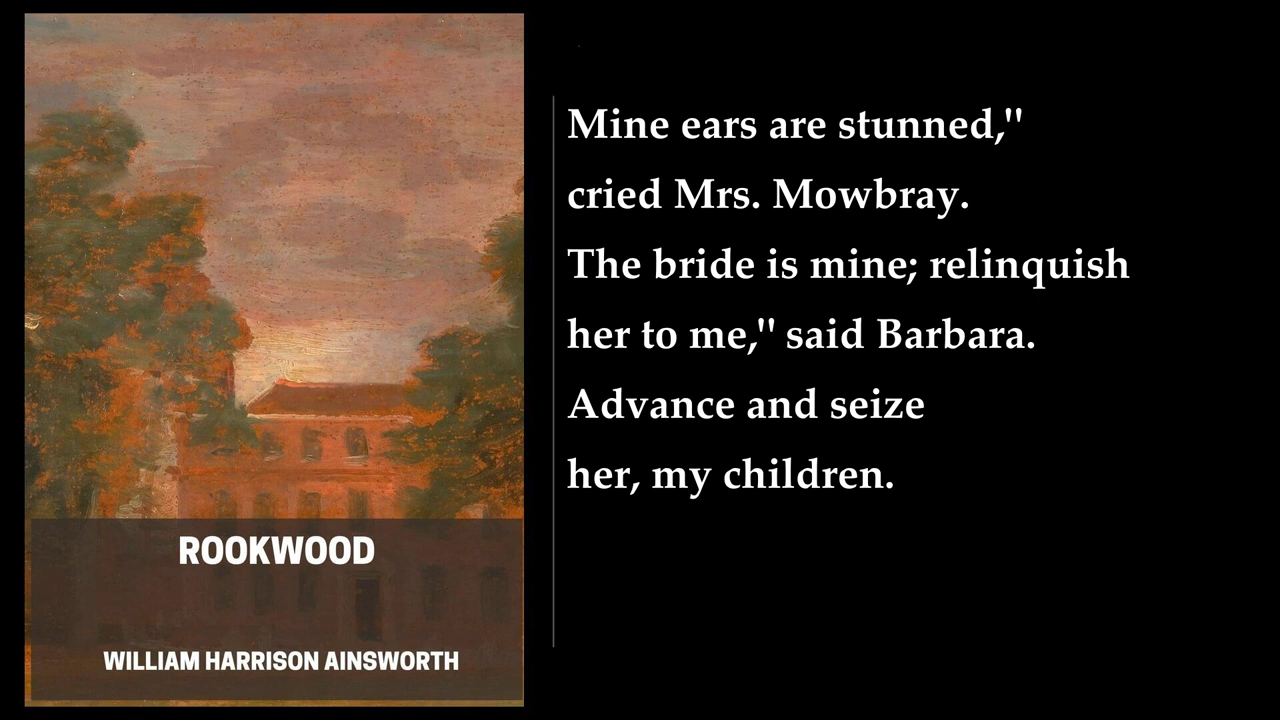 ROOKWOOD
WILLIAM HARRISON AINSWORTH
Mine ears are stunned,"
cried Mrs. Mowbray.
The bride is mine; relinquish
her to me," said Barbara.
Advance and seize
her, my children.